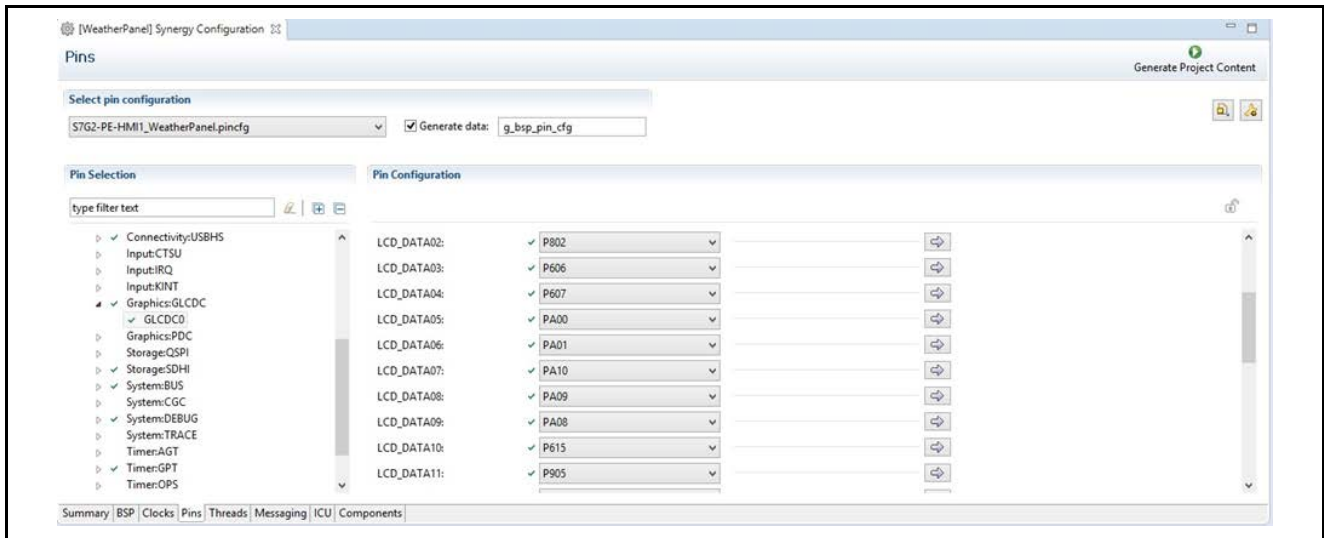 [WeatherPanel] Synergy Configuration
Pins
Generate Project Content
Select pin configuration
S7G2-PE-HMI1_WeatherPanel.pincfg
Generate data: g_bsp_pin_cfg
Pin Selection
Pin Configuration
type filter text
Connectivity:USBHS
Input:CTSU
Input:IRQ
Input:KINT
Graphics:GLCDC
GLCDC0
Graphics:PDC
Storage:QSPI
Storage:SDHI
System:BUS
System:CGC
System:DEBUG
System:TRACE
Timer:AGT
Timer:GPT
Timer:OPS
LCD_DATA02: P802
LCD_DATA03: P606
LCD_DATA04: P607
LCD_DATA05: PA00
LCD_DATA06: PA01
LCD_DATA07: PA10
LCD_DATA08: PA09
LCD_DATA09: PA08
LCD_DATA10: P615
LCD_DATA11: P905
Summary BSP Clocks Pins Threads Messaging ICU Components